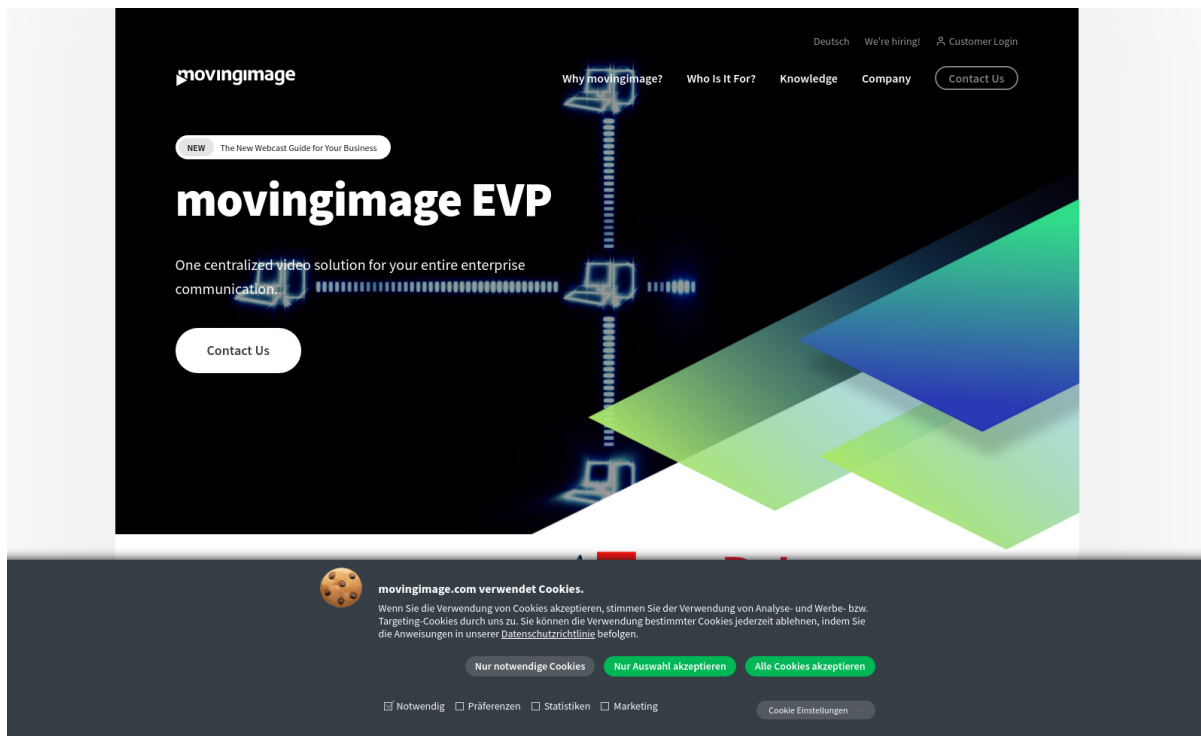 Deutsch We're hiring! Customer Login
movingimage
Why movingimage? Who Is It For? Knowledge Company Contact Us
NEW The New Webcast Guide for Your Business
movingimage EVP
One centralized video solution for your entire enterprise
communication.
Contact Us
movingimage.com verwendet Cookies.
Wenn Sie die Verwendung von Cookies akzeptieren, stimmen Sie der Verwendung von Analyse- und Werbe- bzw.
Targeting-Cookies durch uns zu. Sie können die Verwendung bestimmter Cookies jederzeit ablehnen, indem Sie
die Anweisungen in unserer Datenschutzrichtlinie befolgen.
Nur notwendige Cookies Nur Auswahl akzeptieren Alle Cookies akzeptieren
Notwendig Präferenzen Statistiken Marketing Cookie Einstellungen